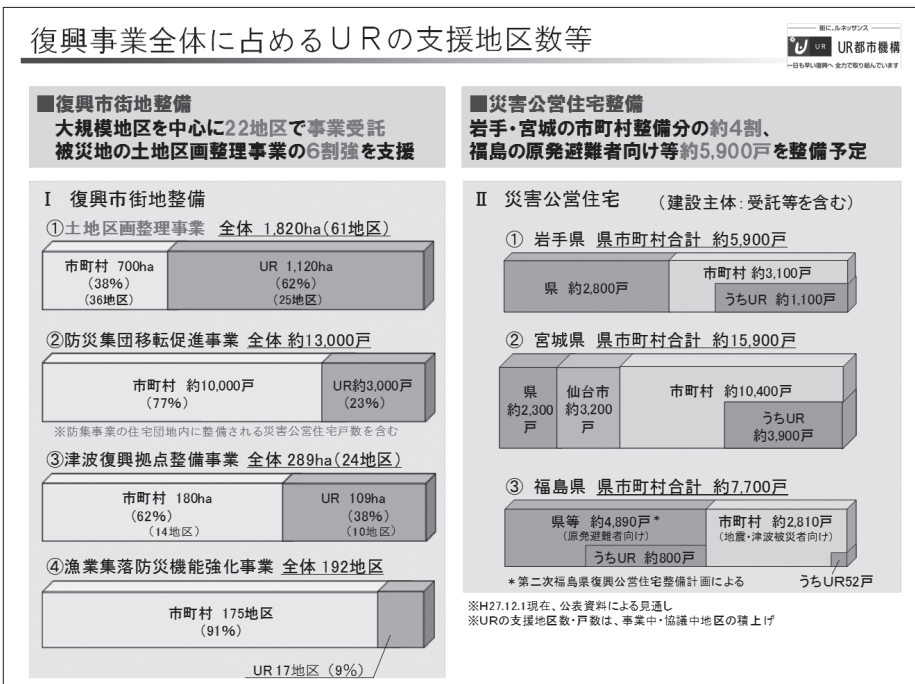 復興事業全体に占めるＵＲの支援地区数等
街に、ルネッサンス
UR UR都市機構
一日も早い復興へ 全力で取り組んでいます
■復興市街地整備
大規模地区を中心に22地区で事業受託
被災地の土地区画整理事業の6割強を支援
Ⅰ 復興市街地整備
①土地区画整理事業 全体 1,820ha(61地区)
市町村 700ha
(38%)
(36地区)
UR 1,120ha
(62%)
(25地区)
②防災集団移転促進事業 全体 約13,000戸
市町村 約10,000戸
(77%)
UR約3,000戸
(23%)
※防集事業の住宅団地内に整備される災害公営住宅戸数を含む
③津波復興拠点整備事業 全体 289ha(24地区)
市町村 180ha
(62%)
(14地区)
UR 109ha
(38%)
(10地区)
④漁業集落防災機能強化事業 全体 192地区
市町村 175地区
(91%)
UR 17地区 (9%)
■災害公営住宅整備
岩手・宮城の市町村整備分の約4割、
福島の原発避難者向け等約5,900戸を整備予定
Ⅱ 災害公営住宅 (建設主体：受託等を含む)
① 岩手県 県市町村合計 約5,900戸
県 約2,800戸
市町村 約3,100戸
うちUR 約1,100戸
② 宮城県 県市町村合計 約15,900戸
県
約2,300
戸
仙台市
約3,200
戸
市町村 約10,400戸
うちUR
約3,900戸
③ 福島県 県市町村合計 約7,700戸
県等 約4,890戸*
(原発避難者向け)
うちUR 約800戸
市町村 約2,810戸
(地震・津波被災者向け)
うちUR52戸
*第二次福島県復興公営住宅整備計画による
※H27.12.1現在、公表資料による見通し
※URの支援地区数・戸数は、事業中・協議中地区の積上げ